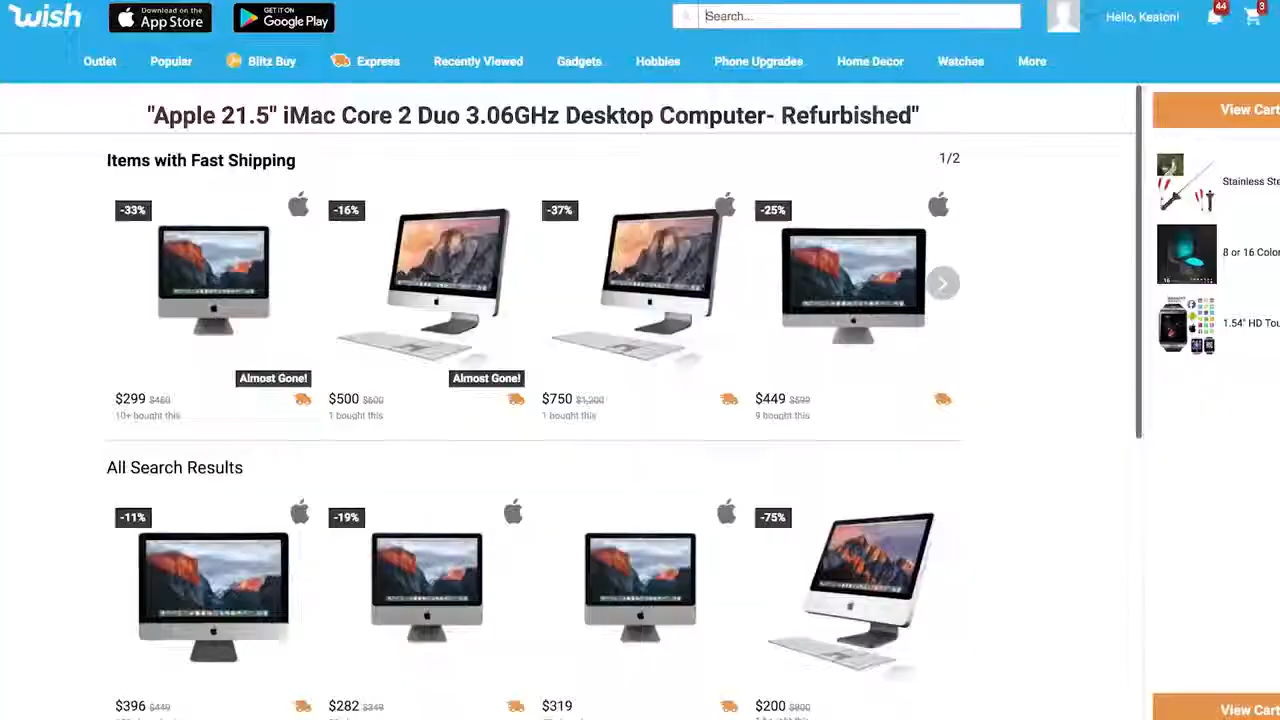 wish
Download on the
App Store
GET IT ON
Google Play
Search...
Hello, Keaton!
44
3
Outlet
Popular
Blitz Buy
Express
Recently Viewed
Gadgets
Hobbies
Phone Upgrades
Home Decor
Watches
More
"Apple 21.5" iMac Core 2 Duo 3.06GHz Desktop Computer- Refurbished"
View Cart
Items with Fast Shipping
1/2
Stainless Ste
8 or 16 Color
1.54" HD Tou
-33%
-16%
-37%
-25%
Almost Gone!
Almost Gone!
$299
$500 $600
$750 $1,200
$449 $599
10+ bought this
1 bought this
1 bought this
9 bought this
All Search Results
-11%
-19%
-75%
$396 $449
$282 $349
$319
$200 $800
View Cart